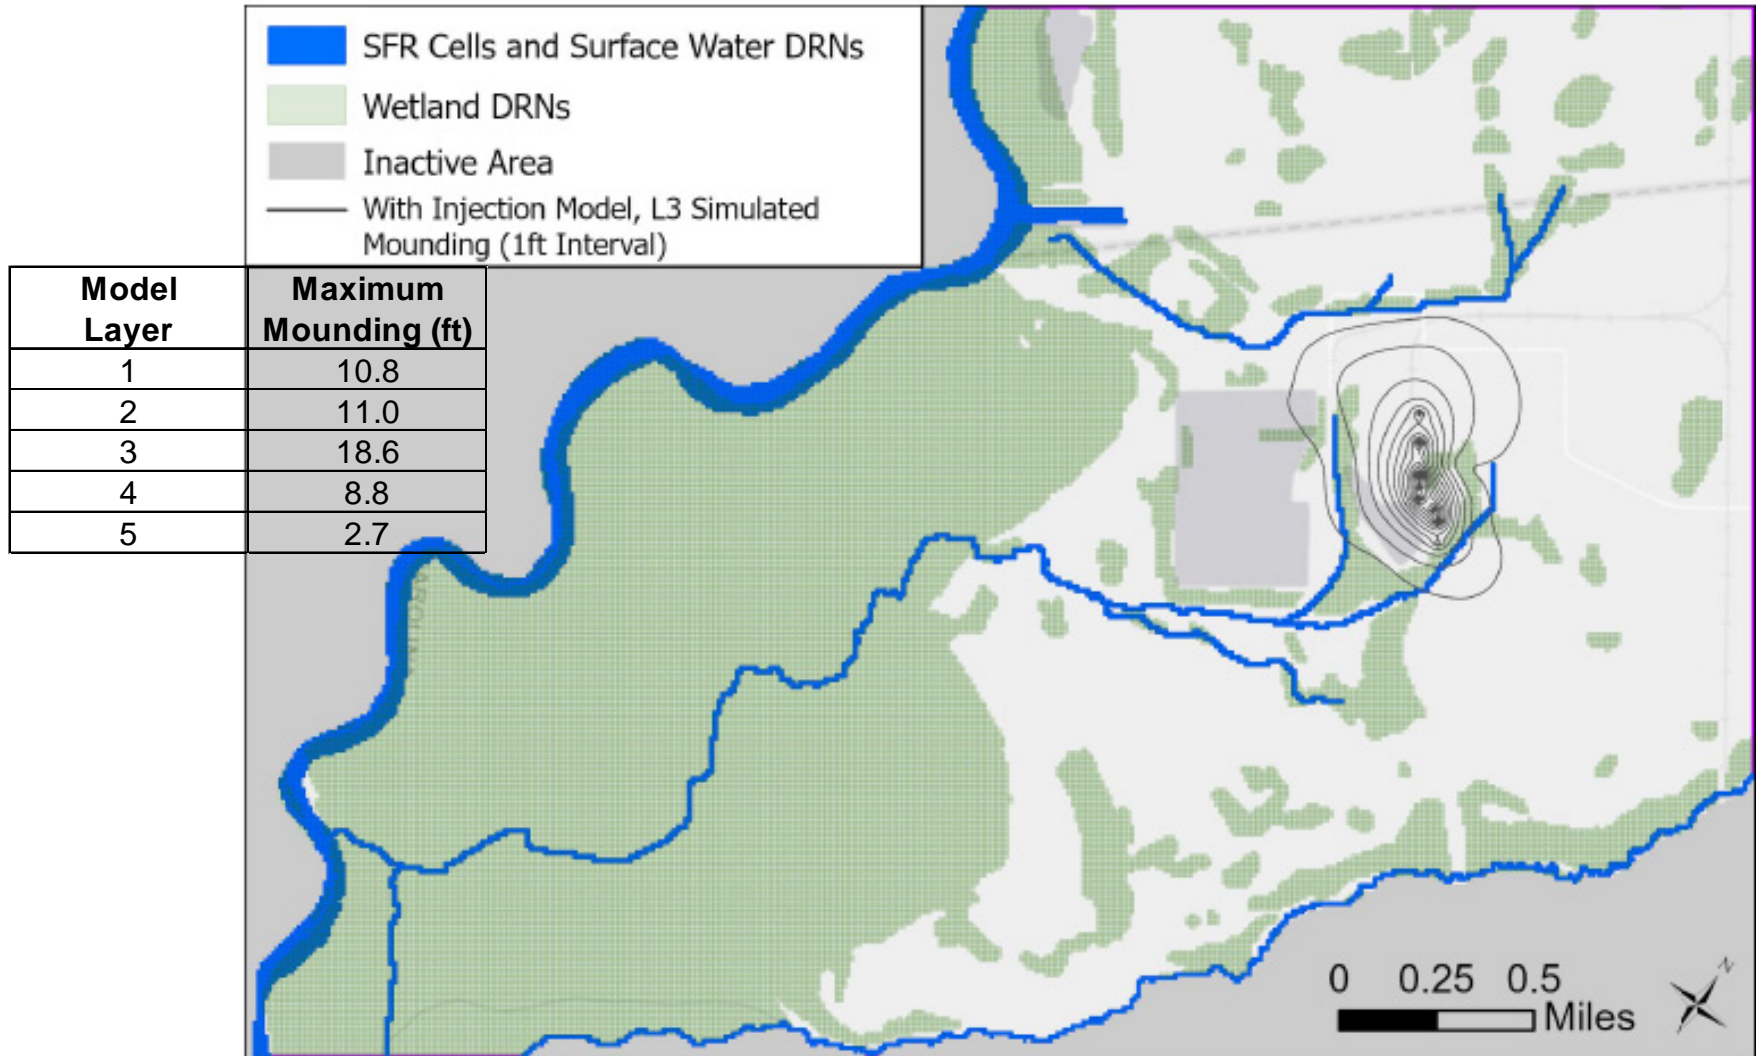 SFR Cells and Surface Water DRNs
Wetland DRNs
Inactive Area
With Injection Model, L3 Simulated
Mounding (1ft Interval)
Model Maximum
Layer Mounding (ft)
1 10.8
2 11.0
3 18.6
4 8.8
5 2.7
0 0.25 0.5
Miles
N